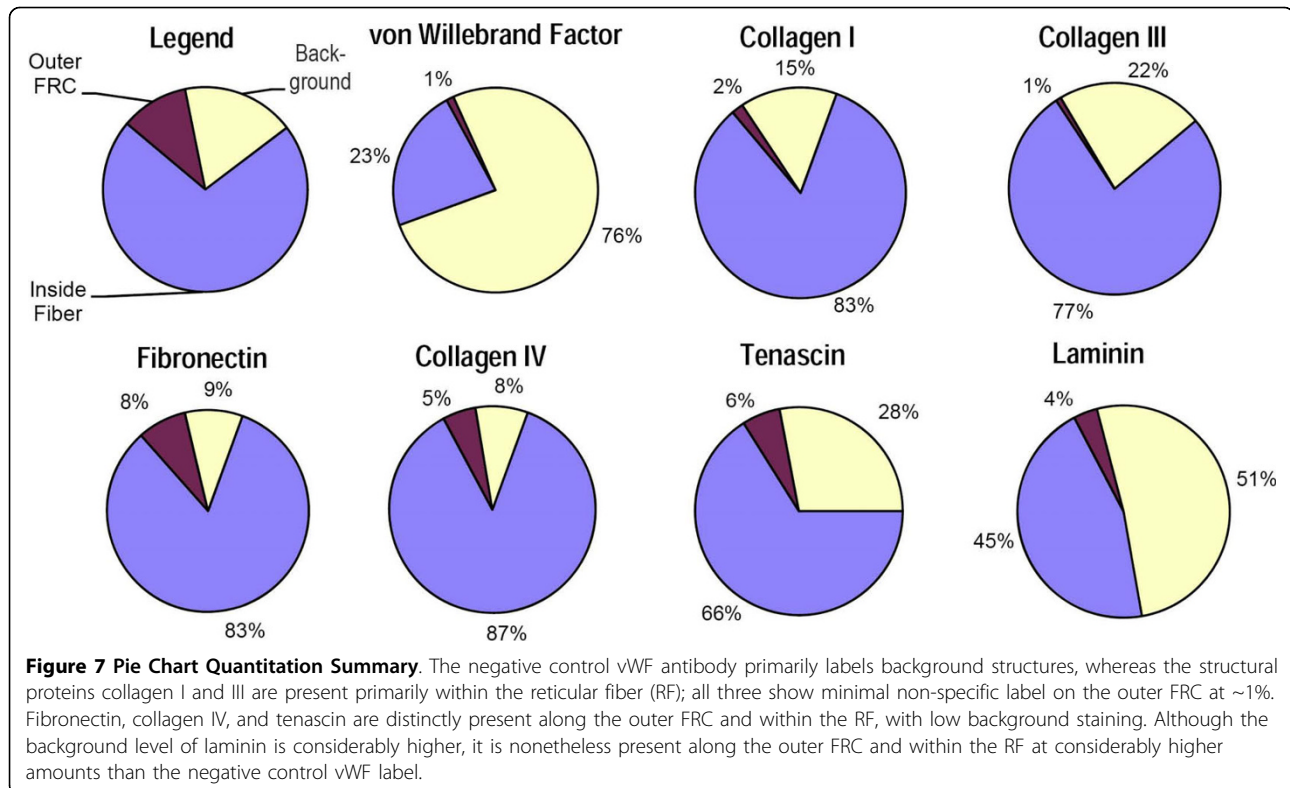 Legend
Outer
FRC
Back-
ground
Inside
Fiber
von Willebrand Factor
1%
23%
76%
Collagen I
2%
15%
83%
Collagen III
1%
22%
77%
Fibronectin
8%
9%
83%
Collagen IV
5%
8%
87%
Tenascin
6%
28%
66%
Laminin
4%
51%
45%
Figure 7 Pie Chart Quantitation Summary. The negative control vWF antibody primarily labels background structures, whereas the structural
proteins collagen I and III are present primarily within the reticular fiber (RF); all three show minimal non-specific label on the outer FRC at ~1%.
Fibronectin, collagen IV, and tenascin are distinctly present along the outer FRC and within the RF, with low background staining. Although the
background level of laminin is considerably higher, it is nonetheless present along the outer FRC and within the RF at considerably higher
amounts than the negative control vWF label.